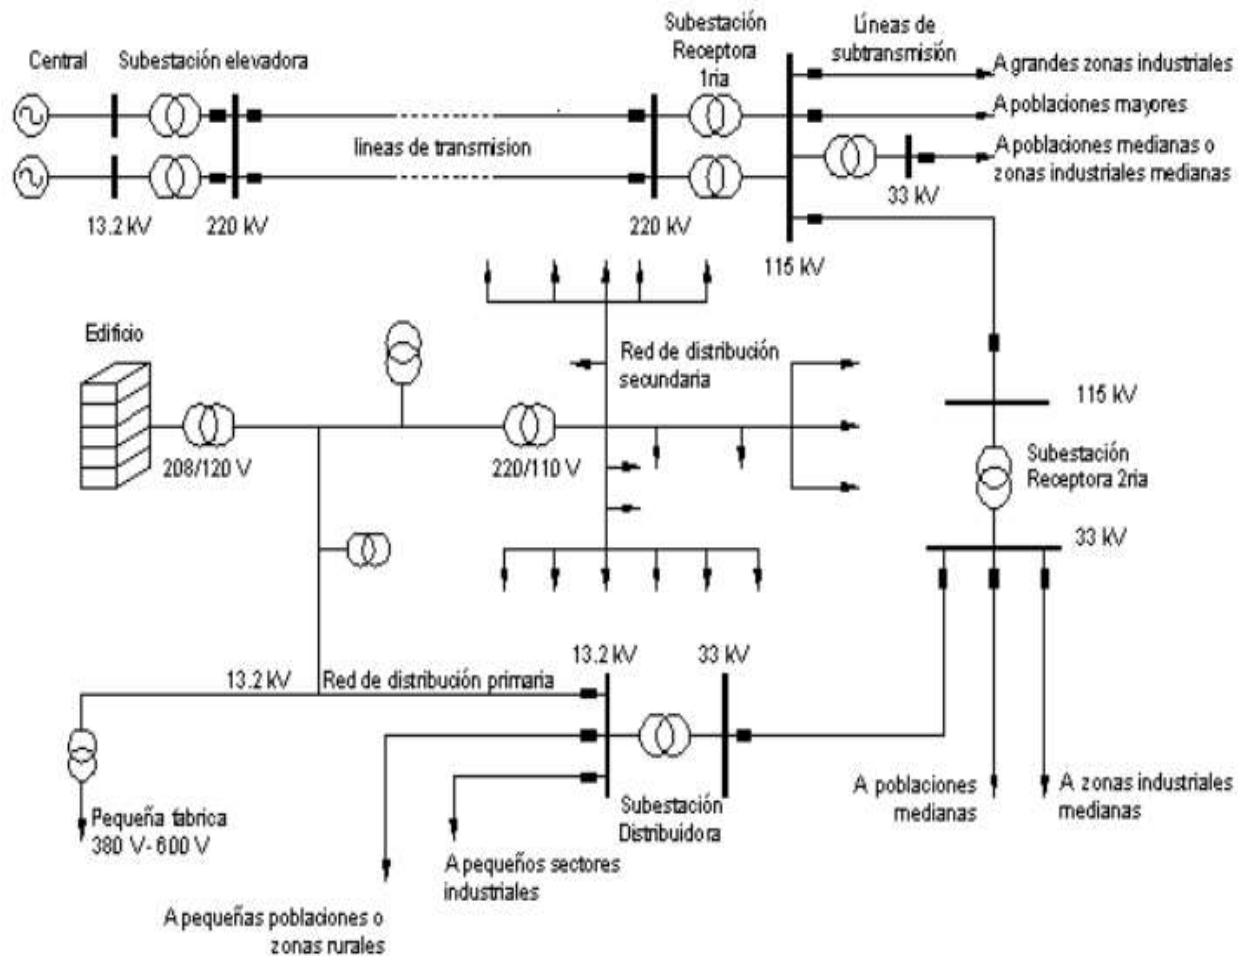 Central
Subestación elevadora
Subestación
Receptora
1ria
Líneas de
subtransmisión
A grandes zonas industriales
A poblaciones mayores
A poblaciones medianas o
zonas industriales medianas
lineas de transmision
13.2 kV
220 kV
220 kV
33 kV
115 kV
Edificio
Red de distribución
secundaria
115 kV
208/120 V
220/110 V
Subestación
Receptora 2ria
33 kV
13.2 kV
33 kV
13.2 kV
Red de distribución primaria
A poblaciones
medianas
A zonas industriales
medianas
Pequeña fabrica
380 V- 600 V
Subestación
Distribuidora
A pequeños sectores
industriales
A pequeñas poblaciones o
zonas rurales